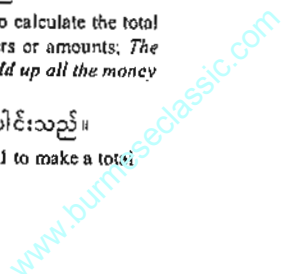 o calculate the total
rs or amounts; The
ld up all the money
ပါင်းသည်။
l to make a total
www.burmeseclassic.com